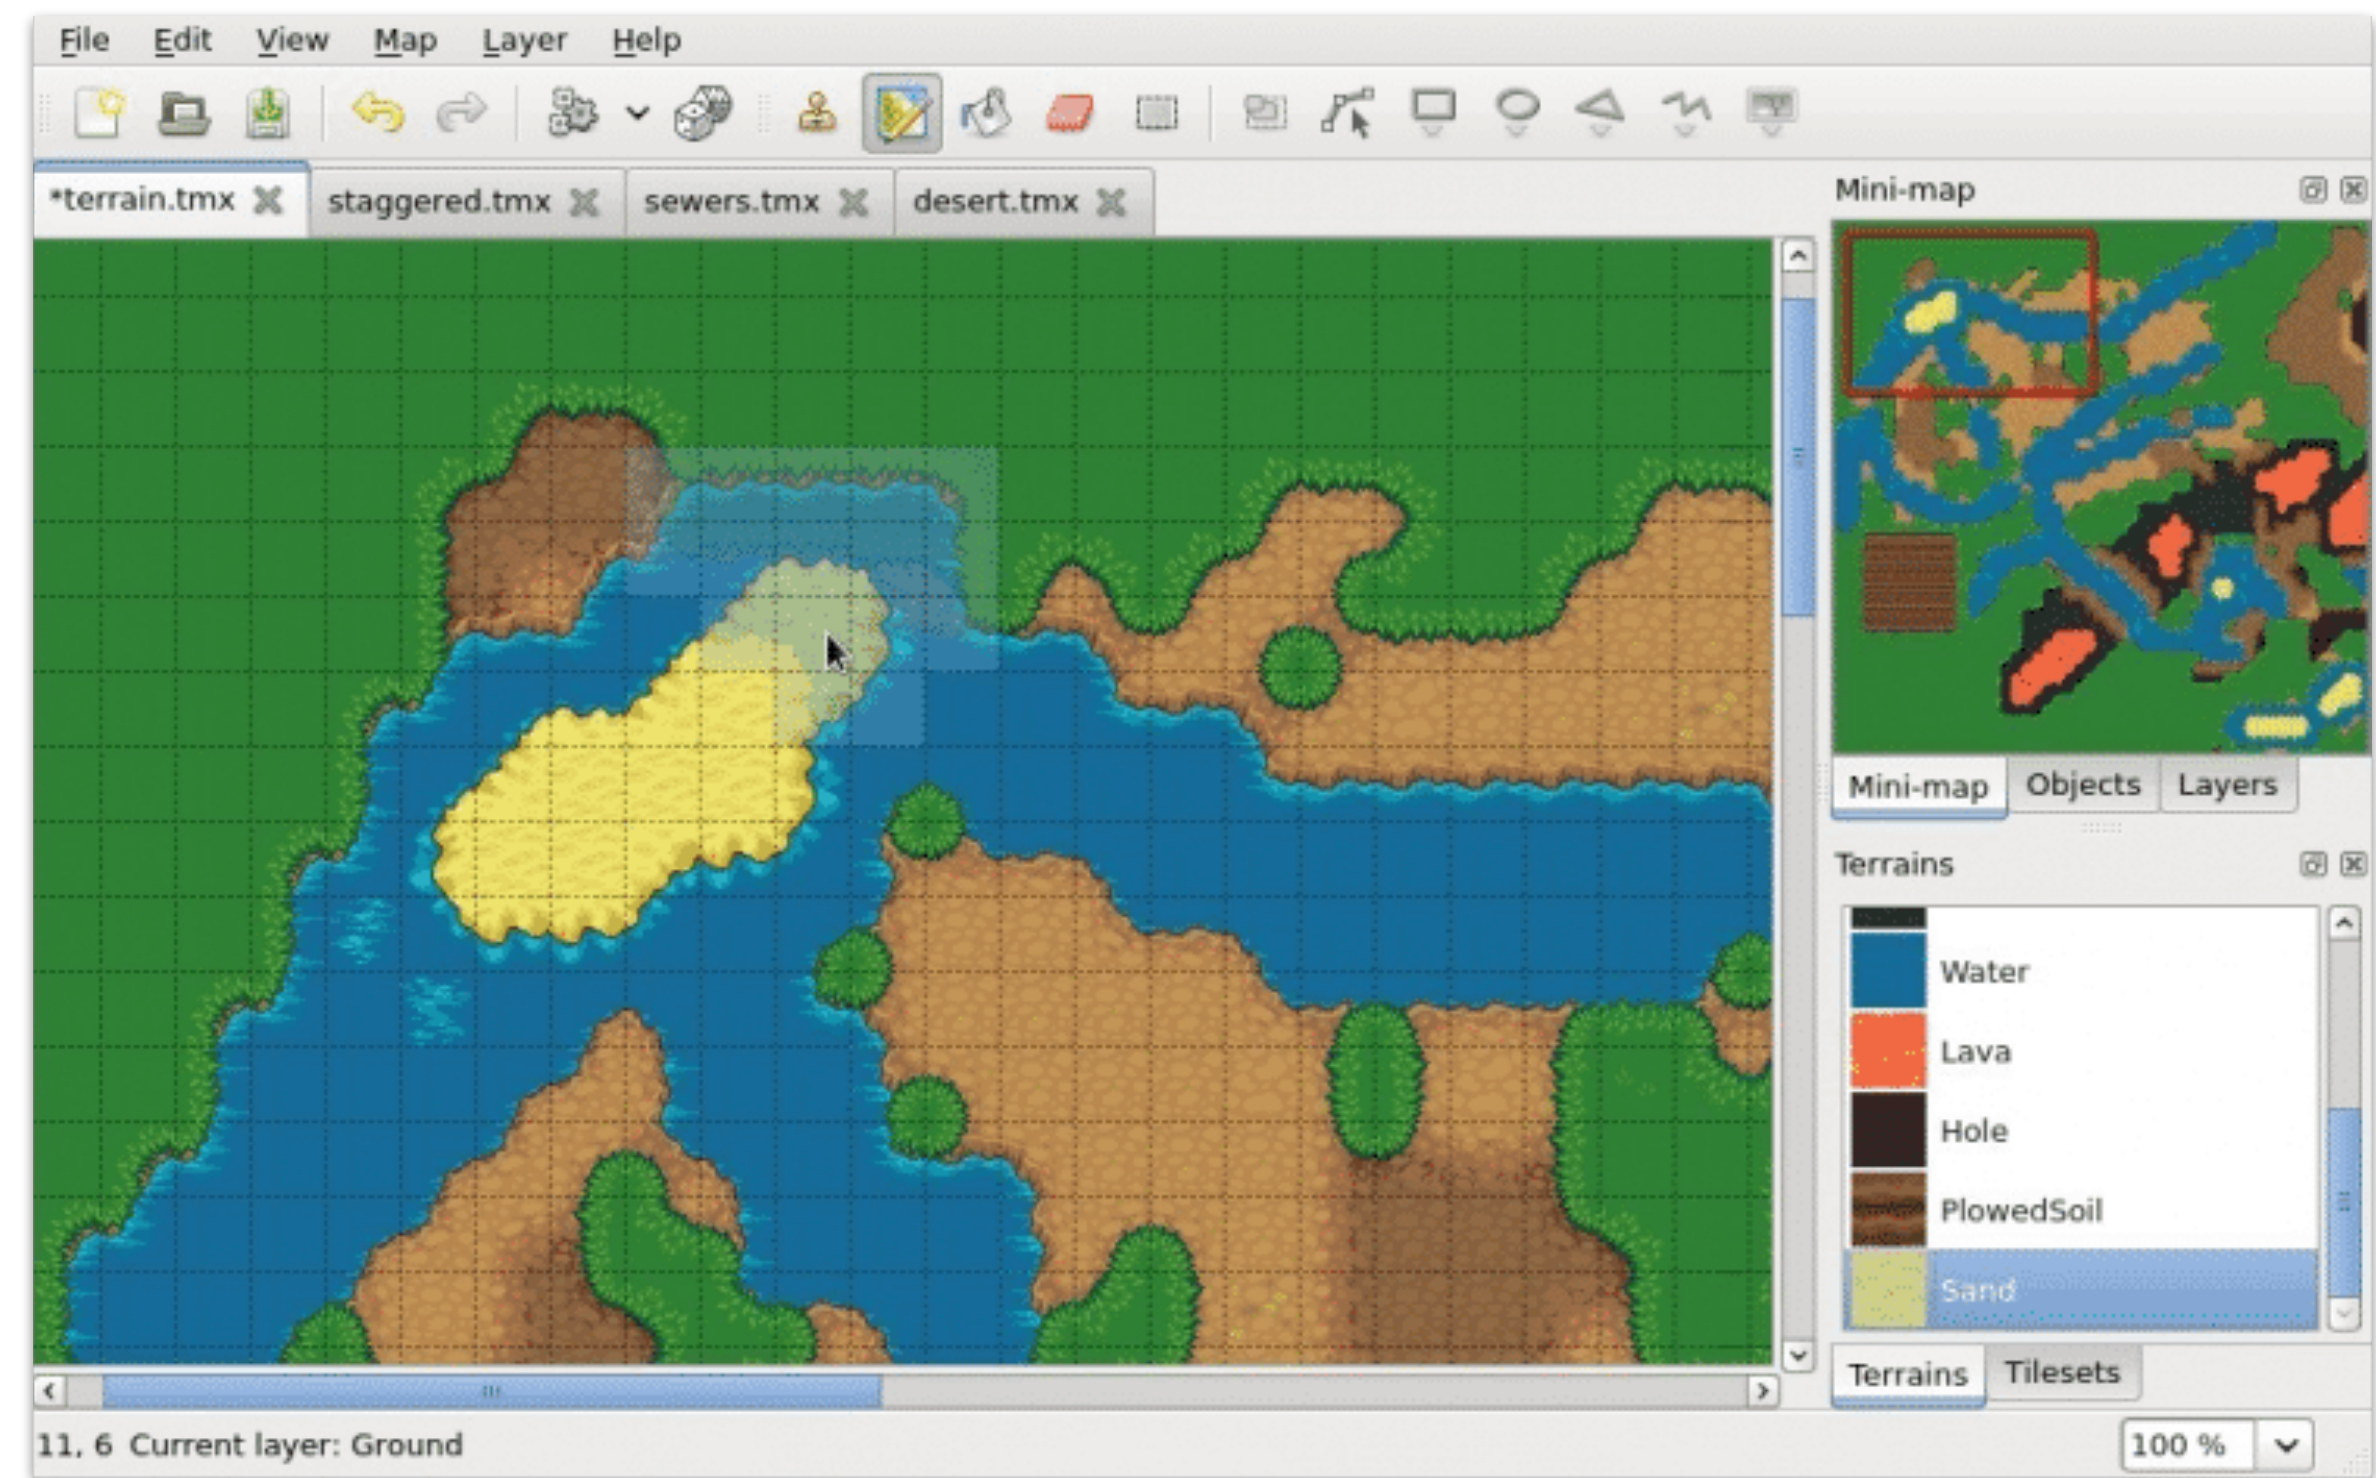 File Edit View Map Layer Help
*terrain.tmx staggered.tmx sewers.tmx desert.tmx
Mini-map
Mini-map Objects Layers
Terrains
Water
Lava
Hole
PlowedSoil
Sand
Terrains Tilesets
11, 6 Current layer: Ground
100 %